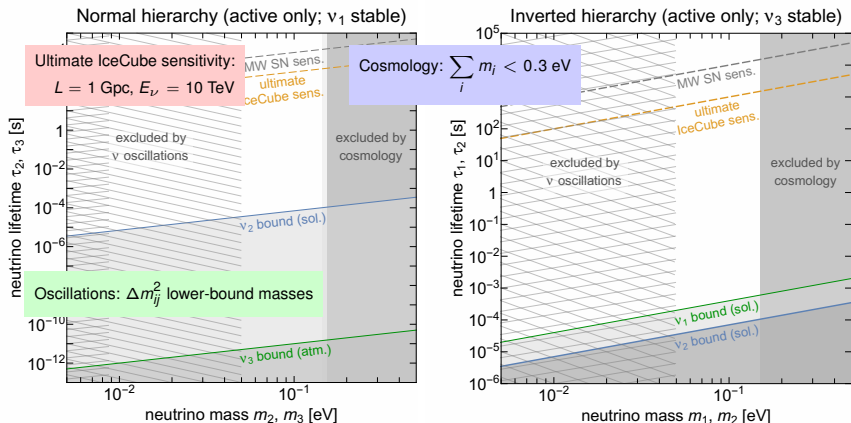 Normal hierarchy (active only; ν₁ stable)
Ultimate IceCube sensitivity:
L = 1 Gpc, Eν = 10 TeV
MW SN sens.
ultimate
IceCube sens.
excluded by
ν oscillations
excluded by
cosmology
ν₂ bound (sol.)
Oscillations: Δm²ᵢⱼ lower-bound masses
ν₃ bound (atm.)
neutrino lifetime τ₂, τ₃ [s]
1
10⁻²
10⁻⁴
10⁻⁶
10⁻¹⁰
10⁻¹²
10⁻²
10⁻¹
neutrino mass m₂, m₃ [eV]
Inverted hierarchy (active only; ν₃ stable)
Cosmology: ∑ᵢ mᵢ < 0.3 eV
MW SN sens.
ultimate
IceCube sens.
excluded by
ν oscillations
excluded by
cosmology
ν₁ bound (sol.)
ν₂ bound (sol.)
neutrino lifetime τ₁, τ₂ [s]
10⁵
10²
10¹
1
10⁻¹
10⁻²
10⁻³
10⁻⁴
10⁻⁵
10⁻⁶
10⁻²
10⁻¹
neutrino mass m₁, m₂ [eV]